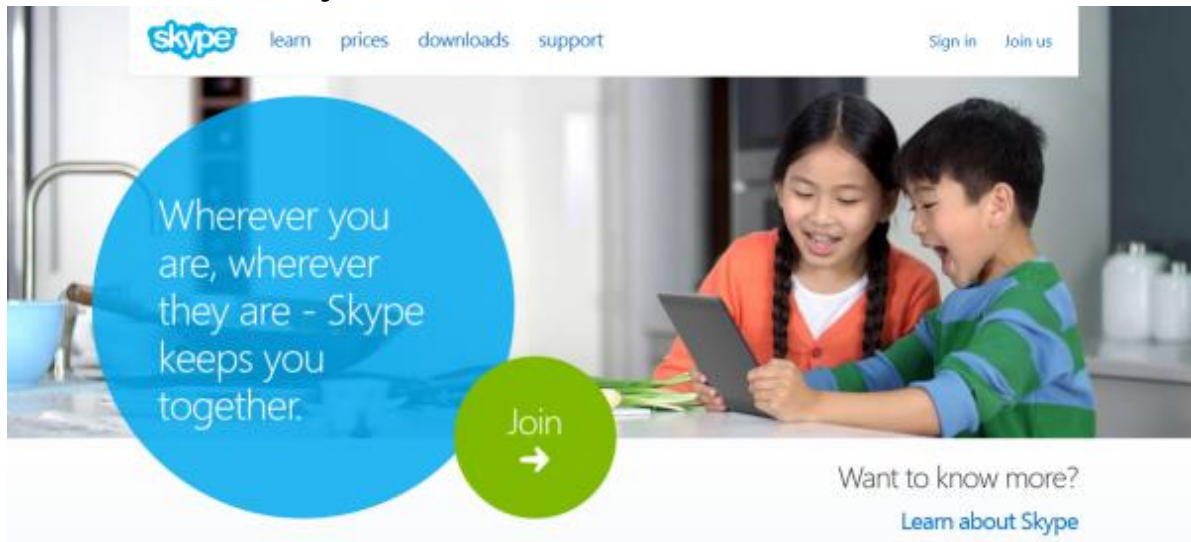 skype learn prices downloads support Sign in Join us
Wherever you
are, wherever
they are - Skype
keeps you
together.
Join
Want to know more?
Learn about Skype